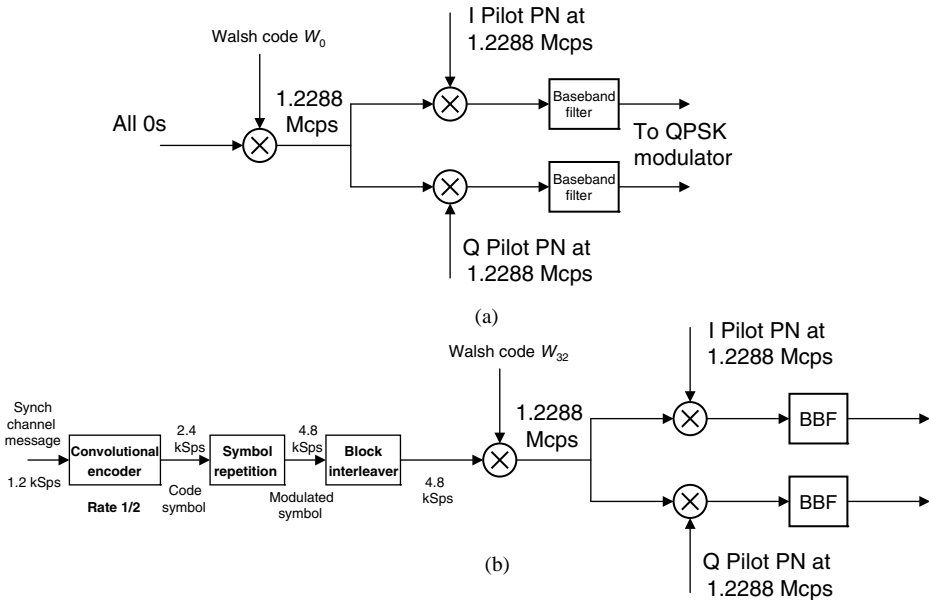 I Pilot PN at
1.2288 Mcps
Walsh code W0
1.2288
Mcps
All 0s
Baseband
filter
To QPSK
modulator
Baseband
filter
Q Pilot PN at
1.2288 Mcps
(a)
I Pilot PN at
1.2288 Mcps
Walsh code W32
1.2288
Mcps
BBF
Synch
channel
message
1.2 kSps
Convolutional
encoder
Rate 1/2
2.4
kSps
Code
symbol
Symbol
repetition
4.8
kSps
Modulated
symbol
Block
interleaver
4.8
kSps
BBF
Q Pilot PN at
1.2288 Mcps
(b)